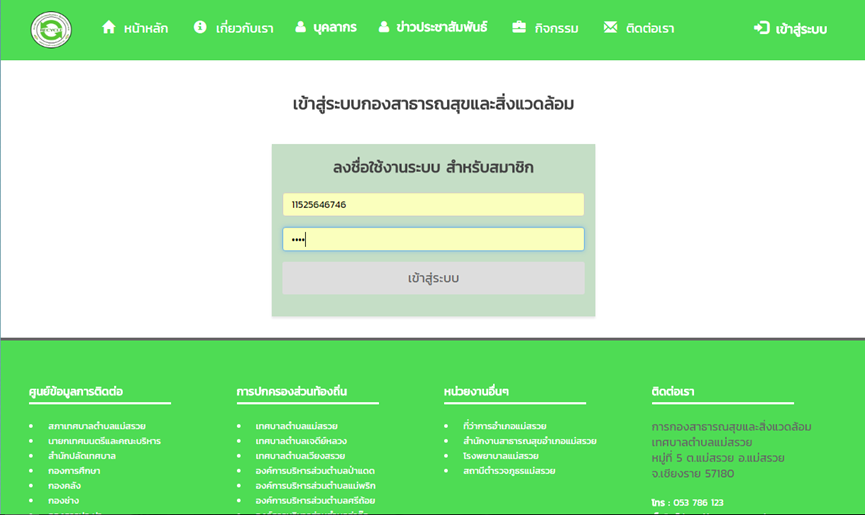 หน้าหลัก เกี่ยวกับเรา บุคลากร ข่าวประชาสัมพันธ์ กิจกรรม ติดต่อเรา เข้าสู่ระบบ
เข้าสู่ระบบกองสาธารณสุขและสิ่งแวดล้อม
ลงชื่อใช้งานระบบ สำหรับสมาชิก
11525646746
••••
เข้าสู่ระบบ
ศูนย์ข้อมูลการติดต่อ
สภาเทศบาลตำบลแม่สรวย
นายกเทศมนตรีและคณะบริหาร
สำนักปลัดเทศบาล
กองการศึกษา
กองคลัง
กองช่าง
การปกครองส่วนท้องถิ่น
เทศบาลตำบลแม่สรวย
เทศบาลตำบลเจดีย์หลวง
เทศบาลตำบลเวียงสรวย
องค์การบริหารส่วนตำบลป่าแดด
องค์การบริหารส่วนตำบลแม่พริก
องค์การบริหารส่วนตำบลศรีถ้อย
หน่วยงานอื่นๆ
ที่ว่าการอำเภอแม่สรวย
สำนักงานสาธารณสุขอำเภอแม่สรวย
โรงพยาบาลแม่สรวย
สถานีตำรวจภูธรแม่สรวย
ติดต่อเรา
การกองสาธารณสุขและสิ่งแวดล้อม
เทศบาลตำบลแม่สรวย
หมู่ที่ 5 ต.แม่สรวย อ.แม่สรวย
จ.เชียงราย 57180
โทร : 053 786 123